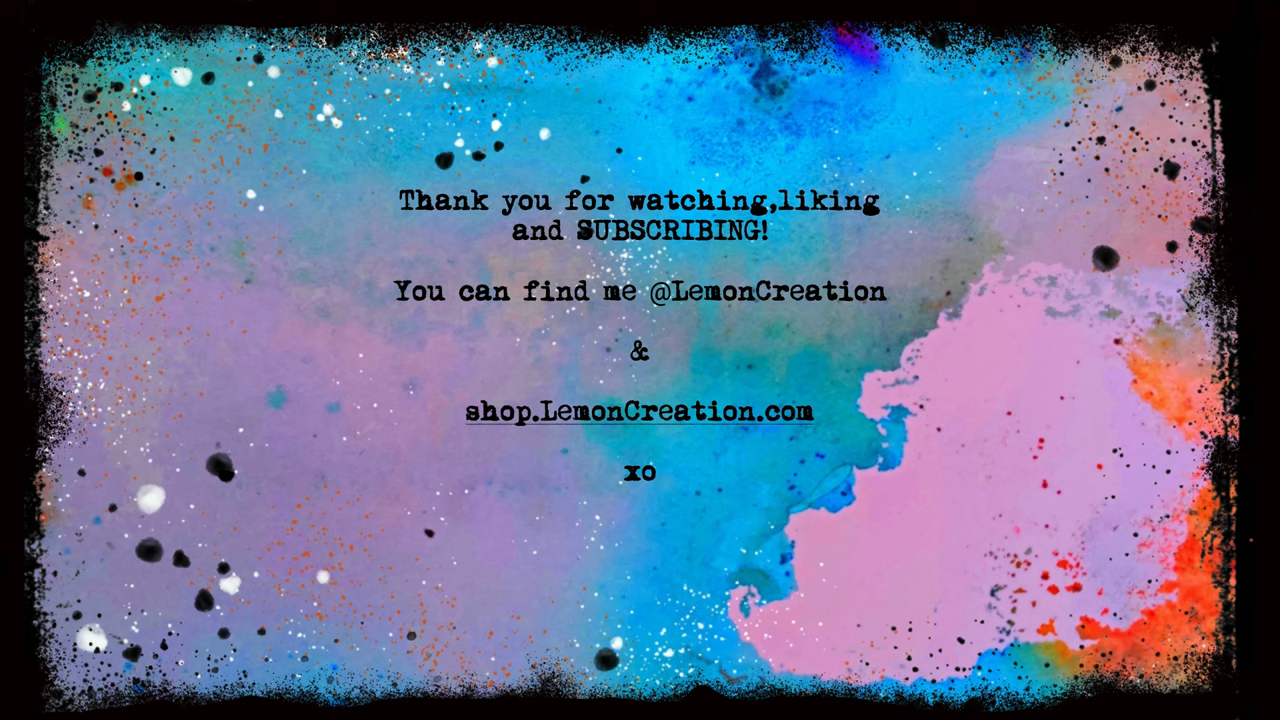 Thank you for watching,liking
and SUBSCRIBING!
You can find me @LemonCreation
&
shop.LemonCreation.com
xo